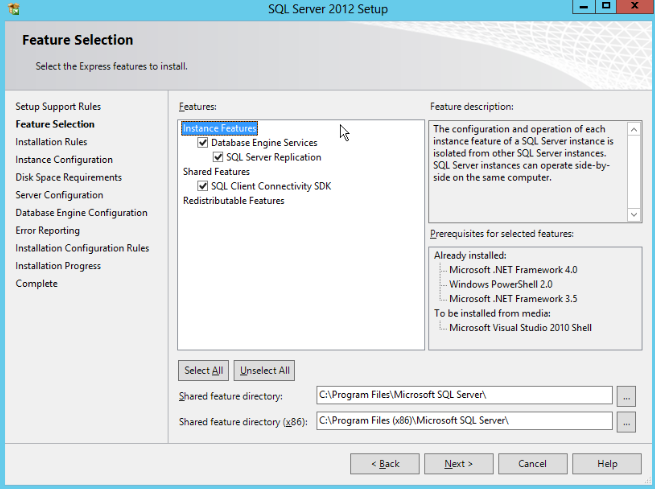 SQL Server 2012 Setup
Feature Selection
Select the Express features to install.
Setup Support Rules
Feature Selection
Installation Rules
Instance Configuration
Disk Space Requirements
Server Configuration
Database Engine Configuration
Error Reporting
Installation Configuration Rules
Installation Progress
Complete
Features:
Instance Features
Database Engine Services
SQL Server Replication
Shared Features
SQL Client Connectivity SDK
Redistributable Features
Feature description:
The configuration and operation of each
instance feature of a SQL Server instance is
isolated from other SQL Server instances.
SQL Server instances can operate side-by-
side on the same computer.
Prerequisites for selected features:
Already installed:
Microsoft .NET Framework 4.0
Windows PowerShell 2.0
Microsoft .NET Framework 3.5
To be installed from media:
Microsoft Visual Studio 2010 Shell
Select All
Unselect All
Shared feature directory:
C:\Program Files\Microsoft SQL Server\
...
Shared feature directory (x86):
C:\Program Files (x86)\Microsoft SQL Server\
...
< Back
Next >
Cancel
Help